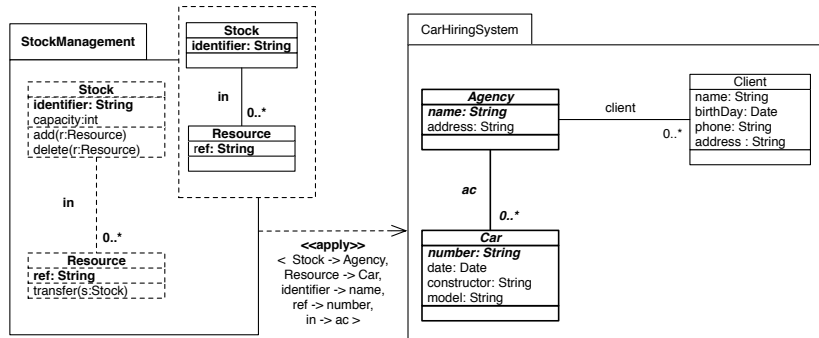 StockManagement
Stock
identifier: String
capacity:int
add(r:Resource)
delete(r:Resource)
in
0..*
Resource
ref: String
transfer(s:Stock)
Stock
identifier: String
in
0..*
Resource
ref: String
<<apply>>
< Stock -> Agency,
Resource -> Car,
identifier -> name,
ref -> number,
in -> ac >
CarHiringSystem
Agency
name: String
address: String
client
0..*
Client
name: String
birthDay: Date
phone: String
address : String
ac
0..*
Car
number: String
date: Date
constructor: String
model: String